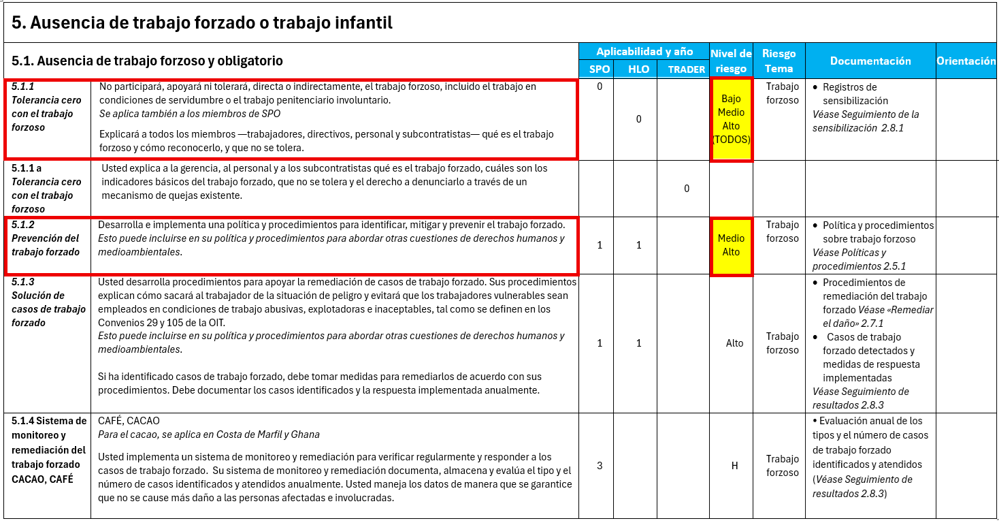 5. Ausencia de trabajo forzado o trabajo infantil
5.1. Ausencia de trabajo forzoso y obligatorio
Aplicabilidad y año
SPO
HLO
TRADER
Nivel de
riesgo
Riesgo
Tema
Documentación
Orientación
5.1.1
Tolerancia cero
con el trabajo
forzoso
No participará, apoyará ni tolerará, directa o indirectamente, el trabajo forzoso, incluido el trabajo en
condiciones de servidumbre o el trabajo penitenciario involuntario.
Se aplica también a los miembros de SPO
Explicará a todos los miembros —trabajadores, directivos, personal y subcontratistas— qué es el trabajo
forzoso y cómo reconocerlo, y que no se tolera.
0
0
Bajo
Medio
Alto
(TODOS)
Trabajo
forzoso
• Registros de
sensibilización
Véase Seguimiento de la
sensibilización 2.8.1
5.1.1 a
Tolerancia cero
con el trabajo
forzoso
Usted explica a la gerencia, al personal y a los subcontratistas qué es el trabajo forzado, cuáles son los
indicadores básicos del trabajo forzado, que no se tolera y el derecho a denunciarlo a través de un
mecanismo de quejas existente.
0
5.1.2
Prevención del
trabajo forzado
Desarrolla e implementa una política y procedimientos para identificar, mitigar y prevenir el trabajo forzado.
Esto puede incluirse en su política y procedimientos para abordar otras cuestiones de derechos humanos y
medioambientales.
1
1
Medio
Alto
Trabajo
forzoso
• Política y procedimientos
sobre trabajo forzoso
Véase Políticas y
procedimientos 2.5.1
5.1.3
Solución de
casos de trabajo
forzado
Usted desarrolla procedimientos para apoyar la remediación de casos de trabajo forzado. Sus procedimientos
explican cómo sacará al trabajador de la situación de peligro y evitará que los trabajadores vulnerables sean
empleados en condiciones de trabajo abusivas, explotadoras e inaceptables, tal como se definen en los
Convenios 29 y 105 de la OIT.
Esto puede incluirse en su política y procedimientos para abordar otras cuestiones de derechos humanos y
medioambientales.
Si ha identificado casos de trabajo forzado, debe tomar medidas para remediarlos de acuerdo con sus
procedimientos. Debe documentar los casos identificados y la respuesta implementada anualmente.
1
1
Alto
Trabajo
forzoso
• Procedimientos de
remediación del trabajo
forzado Véase «Remediar
el daño» 2.7.1
• Casos de trabajo
forzado detectados y
medidas de respuesta
implementadas
Véase Seguimiento de
resultados 2.8.3
5.1.4 Sistema de
monitoreo y
remediación del
trabajo forzado
CACAO, CAFÉ
CAFÉ, CACAO
Para el cacao, se aplica en Costa de Marfil y Ghana
Usted implementa un sistema de monitoreo y remediación para verificar regularmente y responder a los
casos de trabajo forzado. Su sistema de monitoreo y remediación documenta, almacena y evalúa el tipo y el
número de casos identificados y atendidos anualmente. Usted maneja los datos de manera que se garantice
que no se cause más daño a las personas afectadas e involucradas.
3
H
Trabajo
forzoso
• Evaluación anual de los
tipos y el número de casos
de trabajo forzado
identificados y atendidos
(Véase Seguimiento de
resultados 2.8.3)